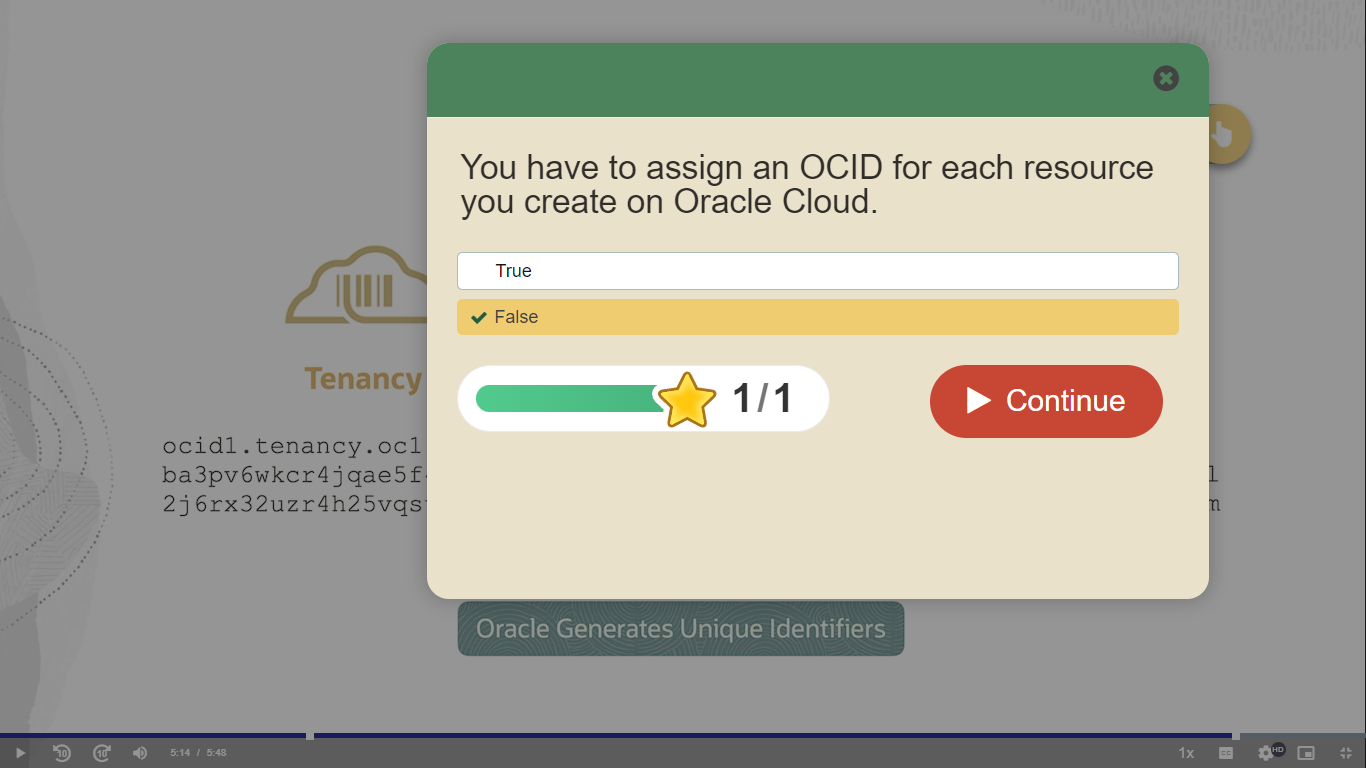 You have to assign an OCID for each resource
you create on Oracle Cloud.
True
False
1/1
Continue
Tenancy
ocid1.tenancy.oc1
ba3pv6wkcr4jqae5f
l
2j6rx32uzr4h25vqs
m
Oracle Generates Unique Identifiers
10
10
5:14 / 5:48
1x
CC
HD